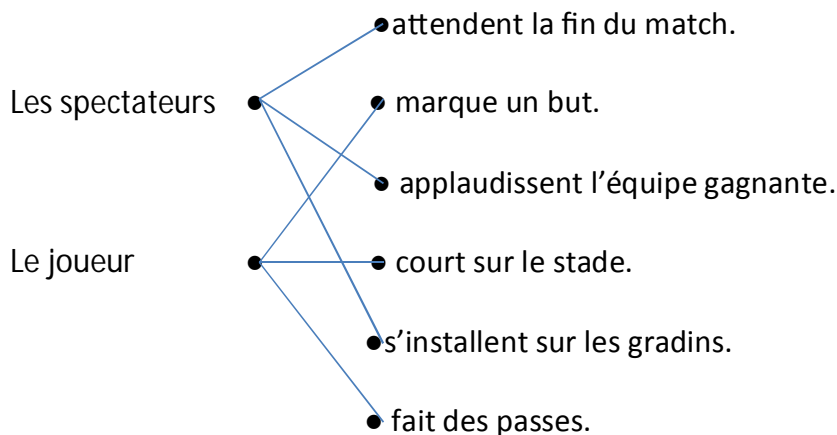 attendent la fin du match.
Les spectateurs
marque un but.
applaudissent l'équipe gagnante.
Le joueur
court sur le stade.
s'installent sur les gradins.
fait des passes.